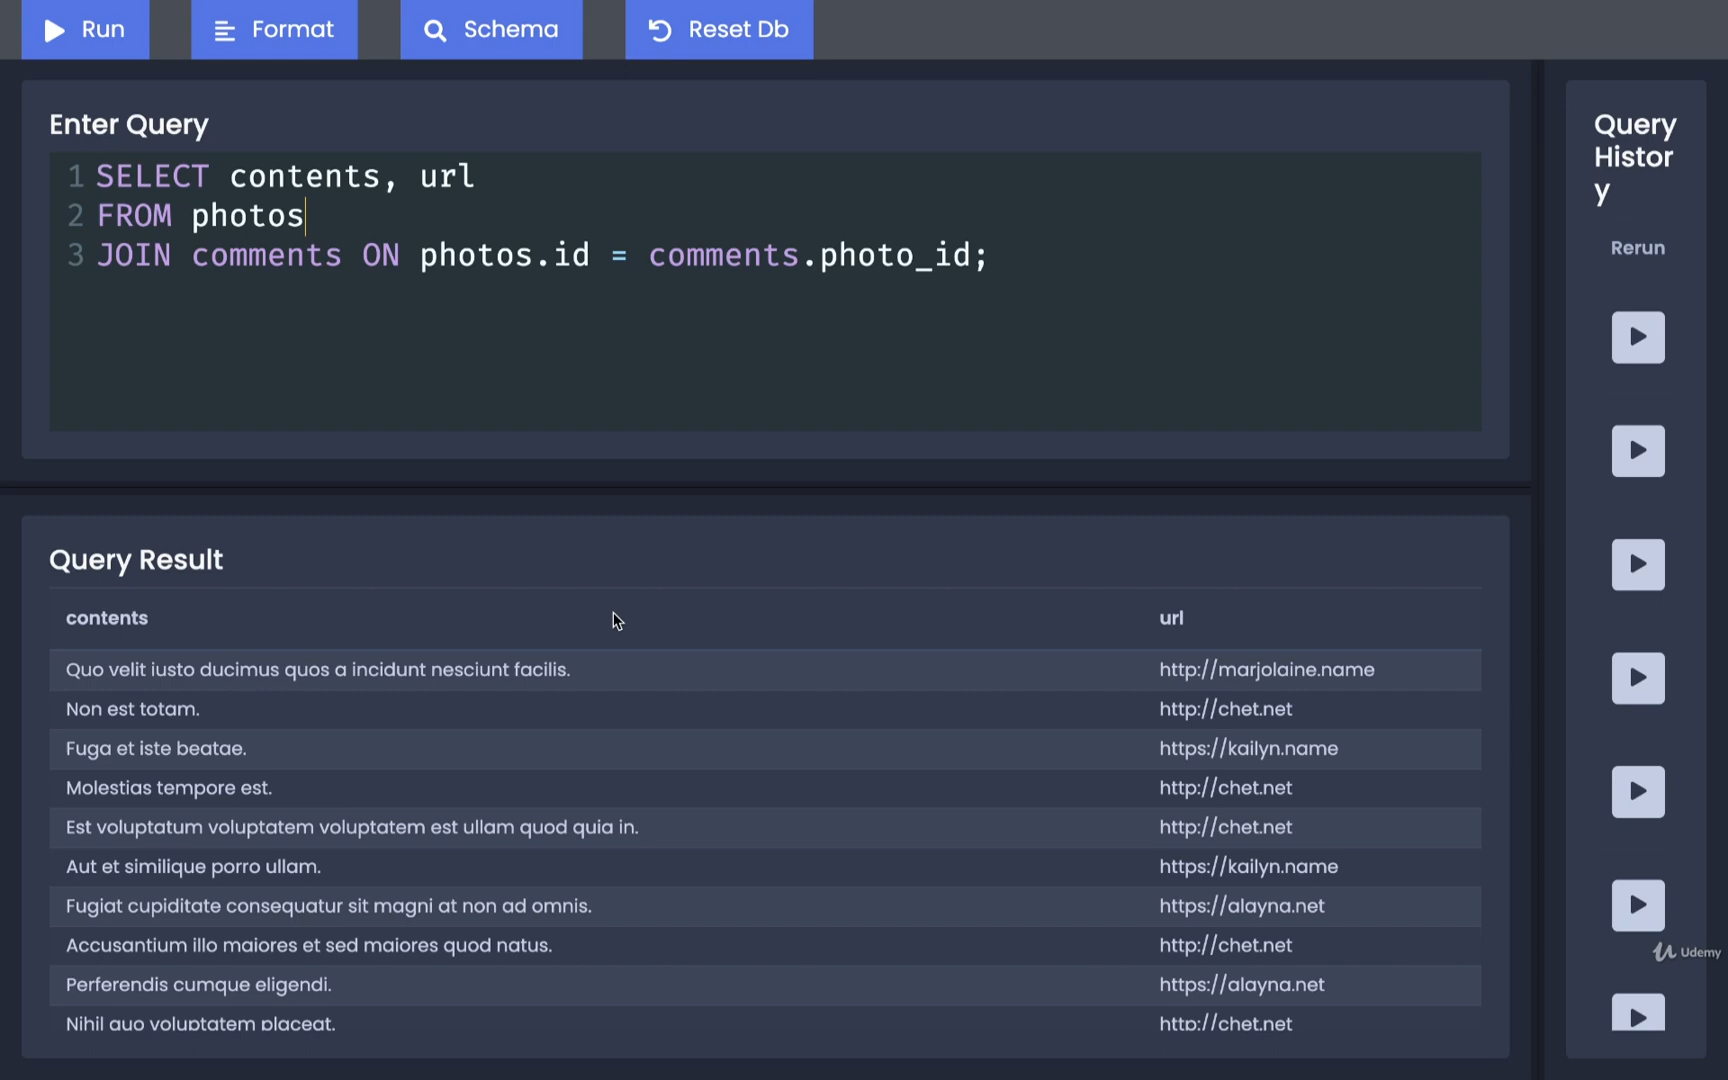 Run
Format
Schema
Reset Db
Enter Query
1 SELECT contents, url
2 FROM photos
3 JOIN comments ON photos.id = comments.photo_id;
Query Result
contents url
Quo velit iusto ducimus quos a incidunt nesciunt facilis. http://marjolaine.name
Non est totam. http://chet.net
Fuga et iste beatae. https://kailyn.name
Molestias tempore est. http://chet.net
Est voluptatum voluptatem voluptatem est ullam quod quia in. http://chet.net
Aut et similique porro ullam. https://kailyn.name
Fugiat cupiditate consequatur sit magni at non ad omnis. https://alayna.net
Accusantium illo maiores et sed maiores quod natus. http://chet.net
Perferendis cumque eligendi. https://alayna.net
Nihil quo voluptatem placeat. http://chet.net
Query
Histor
y
Rerun
Udemy